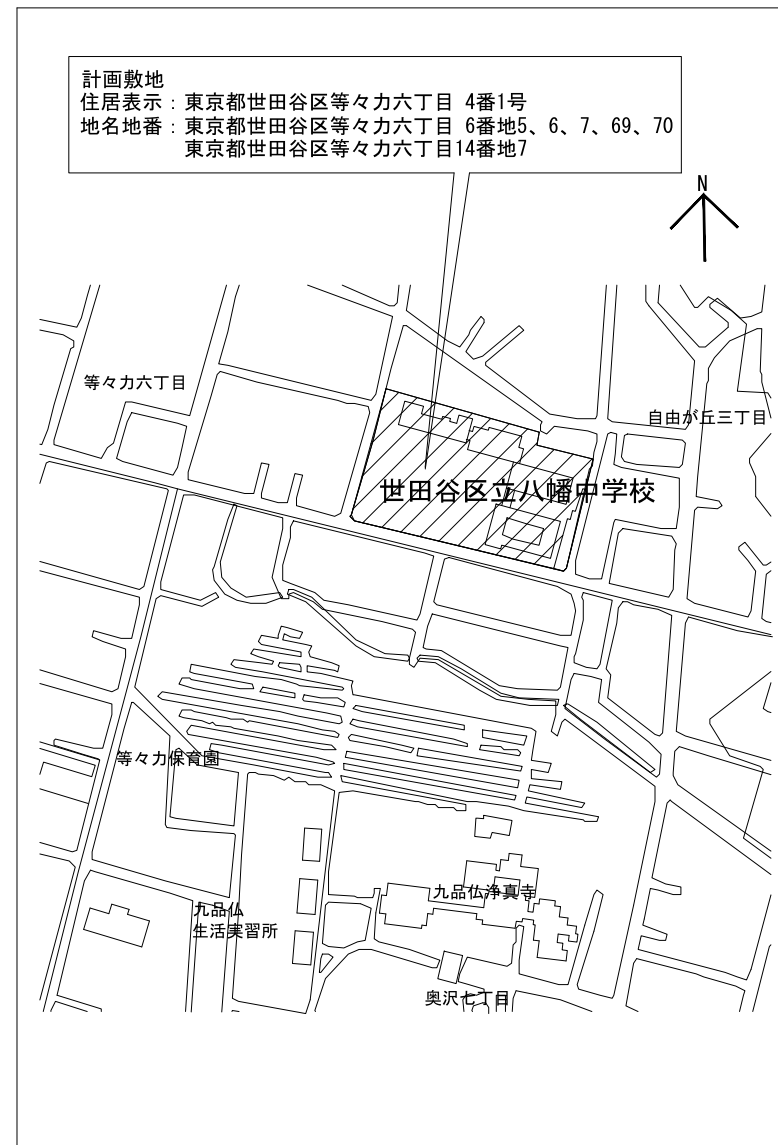 計画敷地
住居表示：東京都世田谷区等々力六丁目 4番1号
地名地番：東京都世田谷区等々力六丁目 6番地5、6、7、69、70
東京都世田谷区等々力六丁目14番地7
N
等々力六丁目
自由が丘三丁目
世田谷区立八幡中学校
等々力保育園
九品仏浄真寺
九品仏
生活実習所
奥沢七丁目